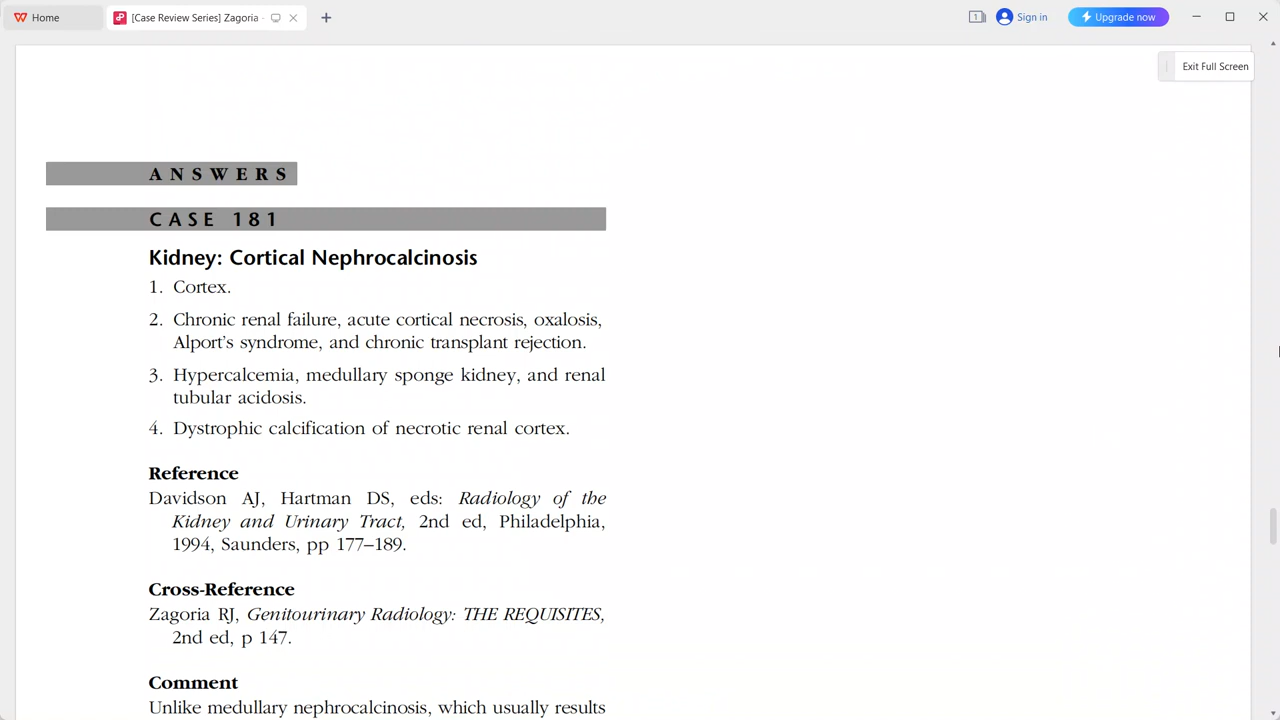 Home
[Case Review Series] Zagoria
1
Sign in
Upgrade now
Exit Full Screen
ANSWERS
CASE 181
Kidney: Cortical Nephrocalcinosis
1. Cortex.
2. Chronic renal failure, acute cortical necrosis, oxalosis,
Alport's syndrome, and chronic transplant rejection.
3. Hypercalcemia, medullary sponge kidney, and renal
tubular acidosis.
4. Dystrophic calcification of necrotic renal cortex.
Reference
Davidson AJ, Hartman DS, eds: Radiology of the
Kidney and Urinary Tract, 2nd ed, Philadelphia,
1994, Saunders, pp 177–189.
Cross-Reference
Zagoria RJ, Genitourinary Radiology: THE REQUISITES,
2nd ed, p 147.
Comment
Unlike medullary nephrocalcinosis, which usually results